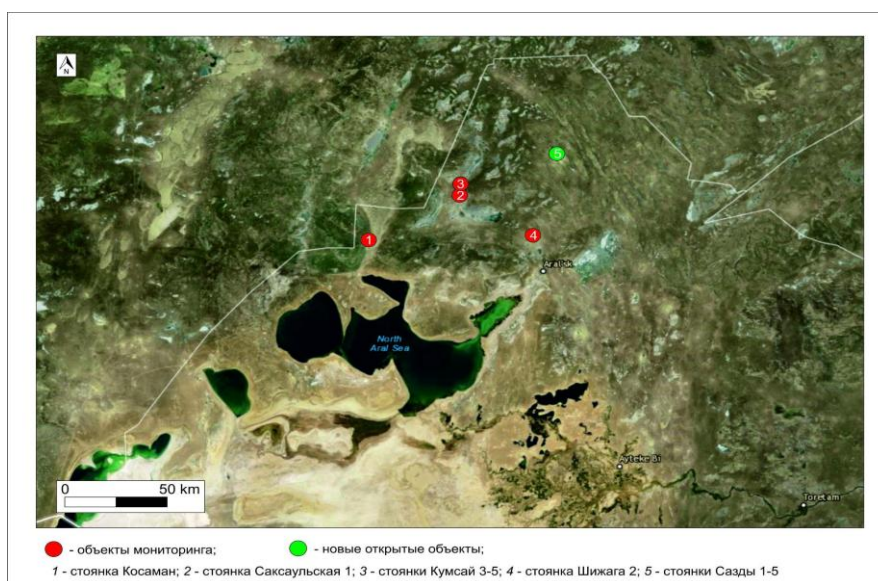 N
3
2
5
1
4
Aral'sk
North
Aral Sea
Ayteke Bi
Toretam
0 50 km
- объекты мониторинга; - новые открытые объекты;
1 - стоянка Косаман; 2 - стоянка Саксаульская 1; 3 - стоянки Кумсай 3-5; 4 - стоянка Шижага 2; 5 - стоянки Сазды 1-5